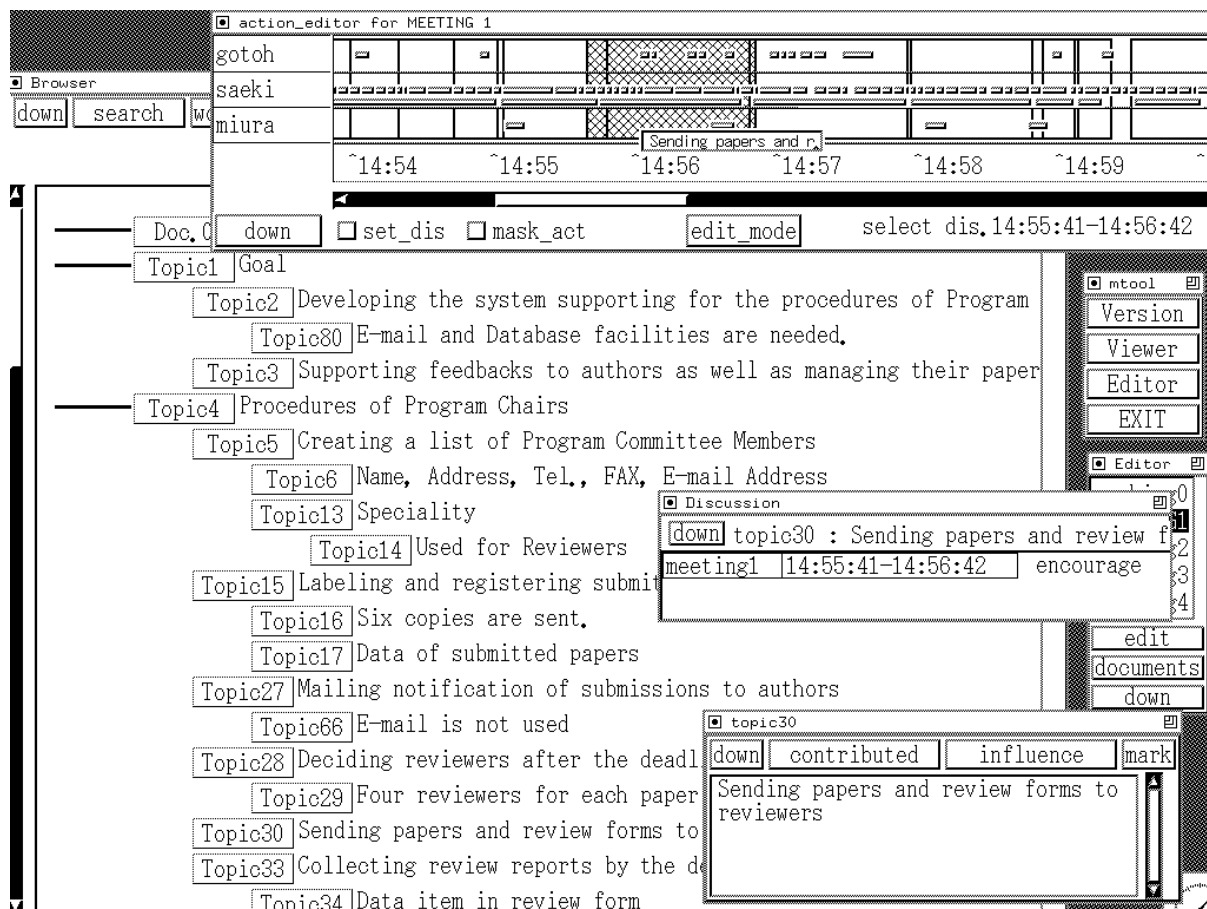 action_editor for MEETING 1
gotoh
saeki
miura
Sending papers and r
^14:54 ^14:55 ^14:56 ^14:57 ^14:58 ^14:59 ^
down set_dis mask_act edit_mode select dis.14:55:41-14:56:42
Browser
down search
Doc.
Topic1 Goal
Topic2 Developing the system supporting for the procedures of Program
Topic80 E-mail and Database facilities are needed.
Topic3 Supporting feedbacks to authors as well as managing their paper
Topic4 Procedures of Program Chairs
Topic5 Creating a list of Program Committee Members
Topic6 Name, Address, Tel., FAX, E-mail Address
Topic13 Speciality
Topic14 Used for Reviewers
Topic15 Labeling and registering submit
Topic16 Six copies are sent.
Topic17 Data of submitted papers
Topic27 Mailing notification of submissions to authors
Topic66 E-mail is not used
Topic28 Deciding reviewers after the deadl
Topic29 Four reviewers for each paper
Topic30 Sending papers and review forms to
Topic33 Collecting review reports by the de
Topic34 Data item in review form
mtool
Version
Viewer
Editor
EXIT
Editor
edit
documents
down
Discussion
down topic30 : Sending papers and review f
meeting1 14:55:41-14:56:42 encourage
topic30
down contributed influence mark
Sending papers and review forms to
reviewers